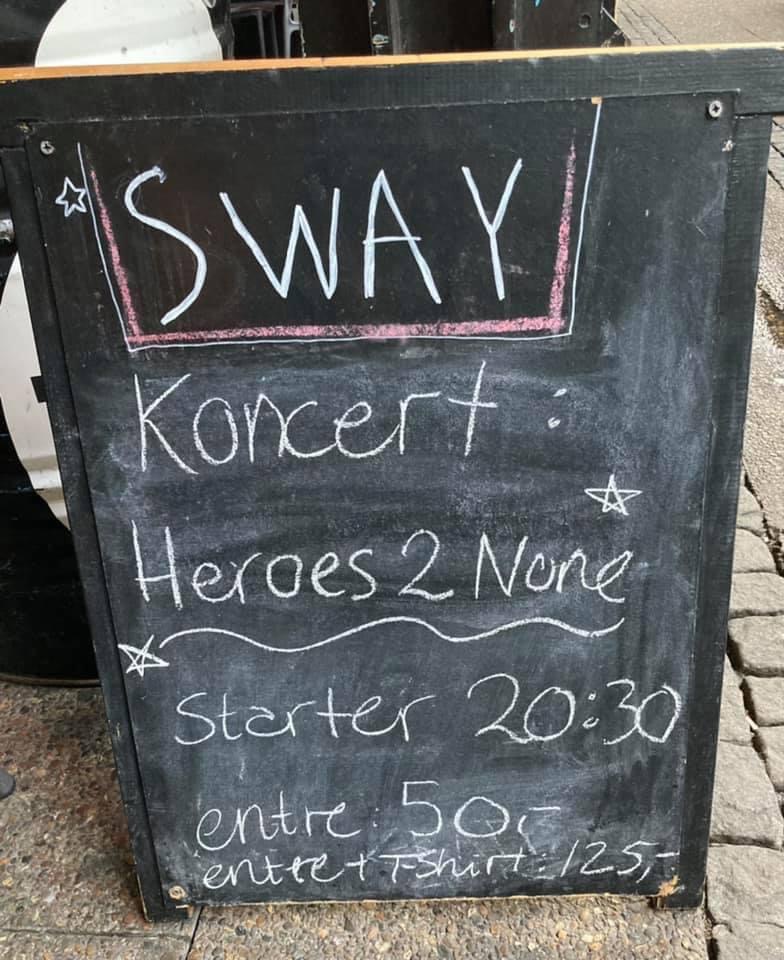 SWAY
Koncert :
Heroes 2 None
Starter 20:30
entre: 50,-
entre + T-Shirt: 125,-